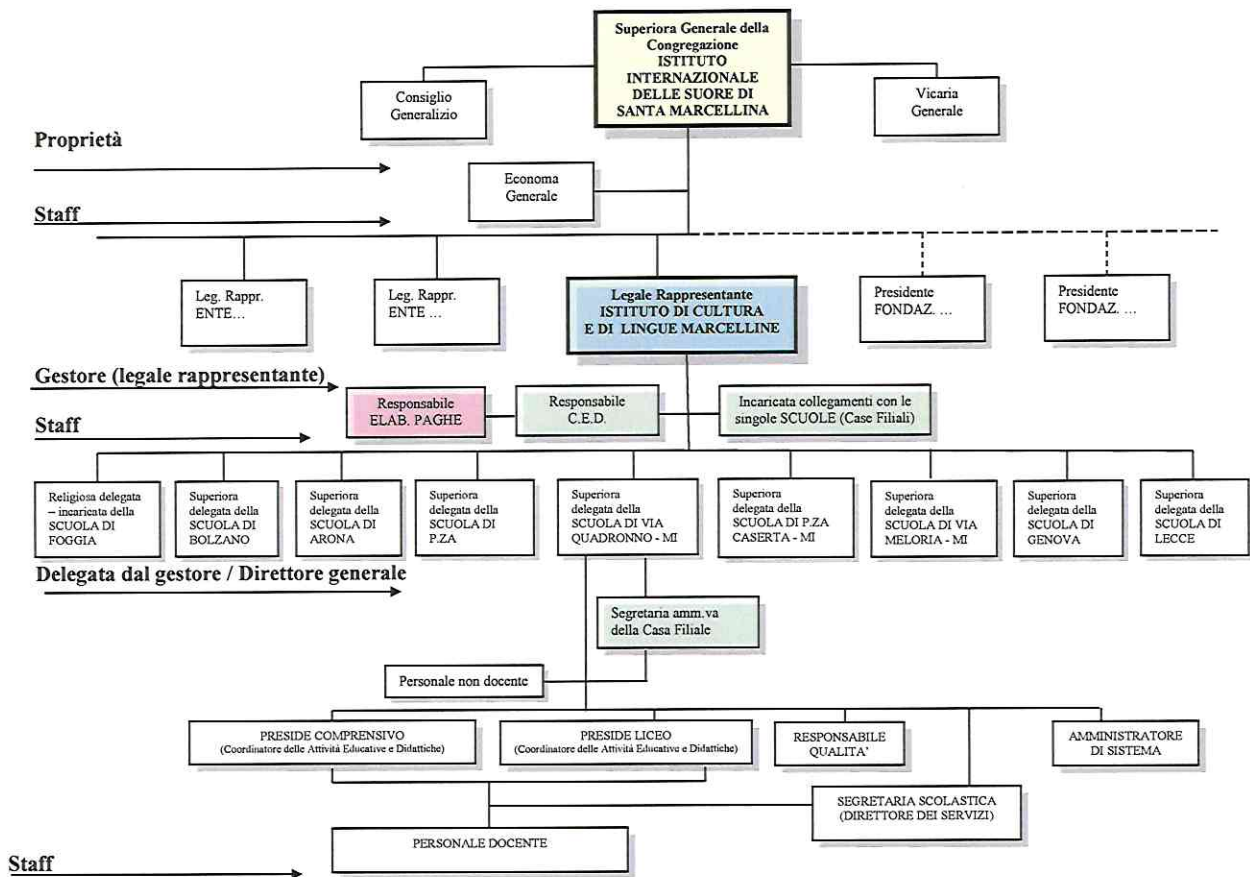 Superiora Generale della
Congregazione
ISTITUTO
INTERNAZIONALE
DELLE SUORE DI
SANTA MARCELLINA
Consiglio
Generalizio
Vicaria
Generale
Proprietà
Economa
Generale
Staff
Leg. Rappr.
ENTE...
Leg. Rappr.
ENTE ...
Legale Rappresentante
ISTITUTO DI CULTURA
E DI LINGUE MARCELLINE
Presidente
FONDAZ. ...
Presidente
FONDAZ. ...
Gestore (legale rappresentante)
Responsabile
ELAB. PAGHE
Responsabile
C.E.D.
Incaricata collegamenti con le
singole SCUOLE (Case Filiali)
Staff
Religiosa delegata
– incaricata della
SCUOLA DI
FOGGIA
Superiora
delegata della
SCUOLA DI
BOLZANO
Superiora
delegata della
SCUOLA DI
ARONA
Superiora
delegata della
SCUOLA DI
P.ZA
Superiora
delegata della
SCUOLA DI VIA
QUADRONNO - MI
Superiora
delegata della
SCUOLA DI P.ZA
CASERTA - MI
Superiora
delegata della
SCUOLA DI VIA
MELORIA - MI
Superiora
delegata della
SCUOLA DI
GENOVA
Superiora
delegata della
SCUOLA DI
LECCE
Delegata dal gestore / Direttore generale
Segretaria amm.va
della Casa Filiale
Personale non docente
PRESIDE COMPRENSIVO
(Coordinatore delle Attività Educative e Didattiche)
PRESIDE LICEO
(Coordinatore delle Attività Educative e Didattiche)
RESPONSABILE
QUALITA'
AMMINISTRATORE
DI SISTEMA
SEGRETARIA SCOLASTICA
(DIRETTORE DEI SERVIZI)
PERSONALE DOCENTE
Staff